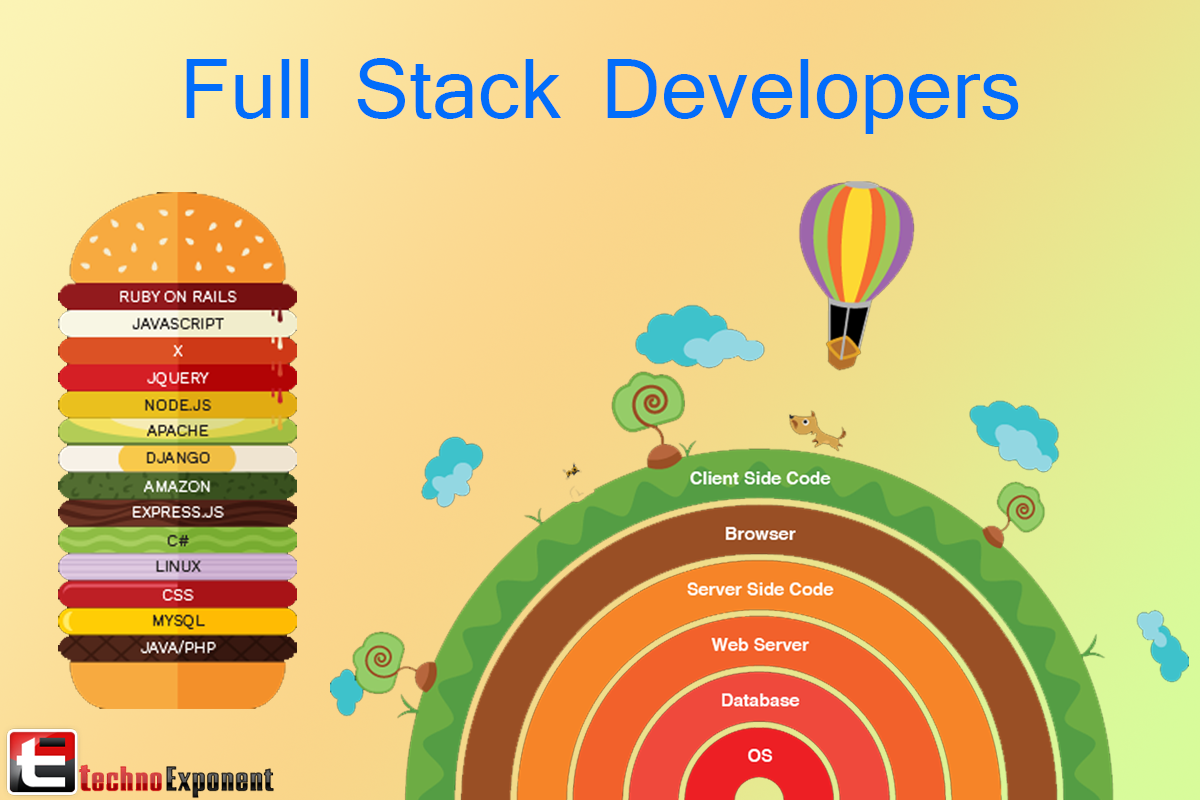 Full Stack Developers
RUBY ON RAILS
JAVASCRIPT
X
JQUERY
NODE.JS
APACHE
DJANGO
AMAZON
EXPRESS.JS
C#
LINUX
CSS
MYSQL
JAVA/PHP
Client Side Code
Browser
Server Side Code
Web Server
Database
OS
technoExponent